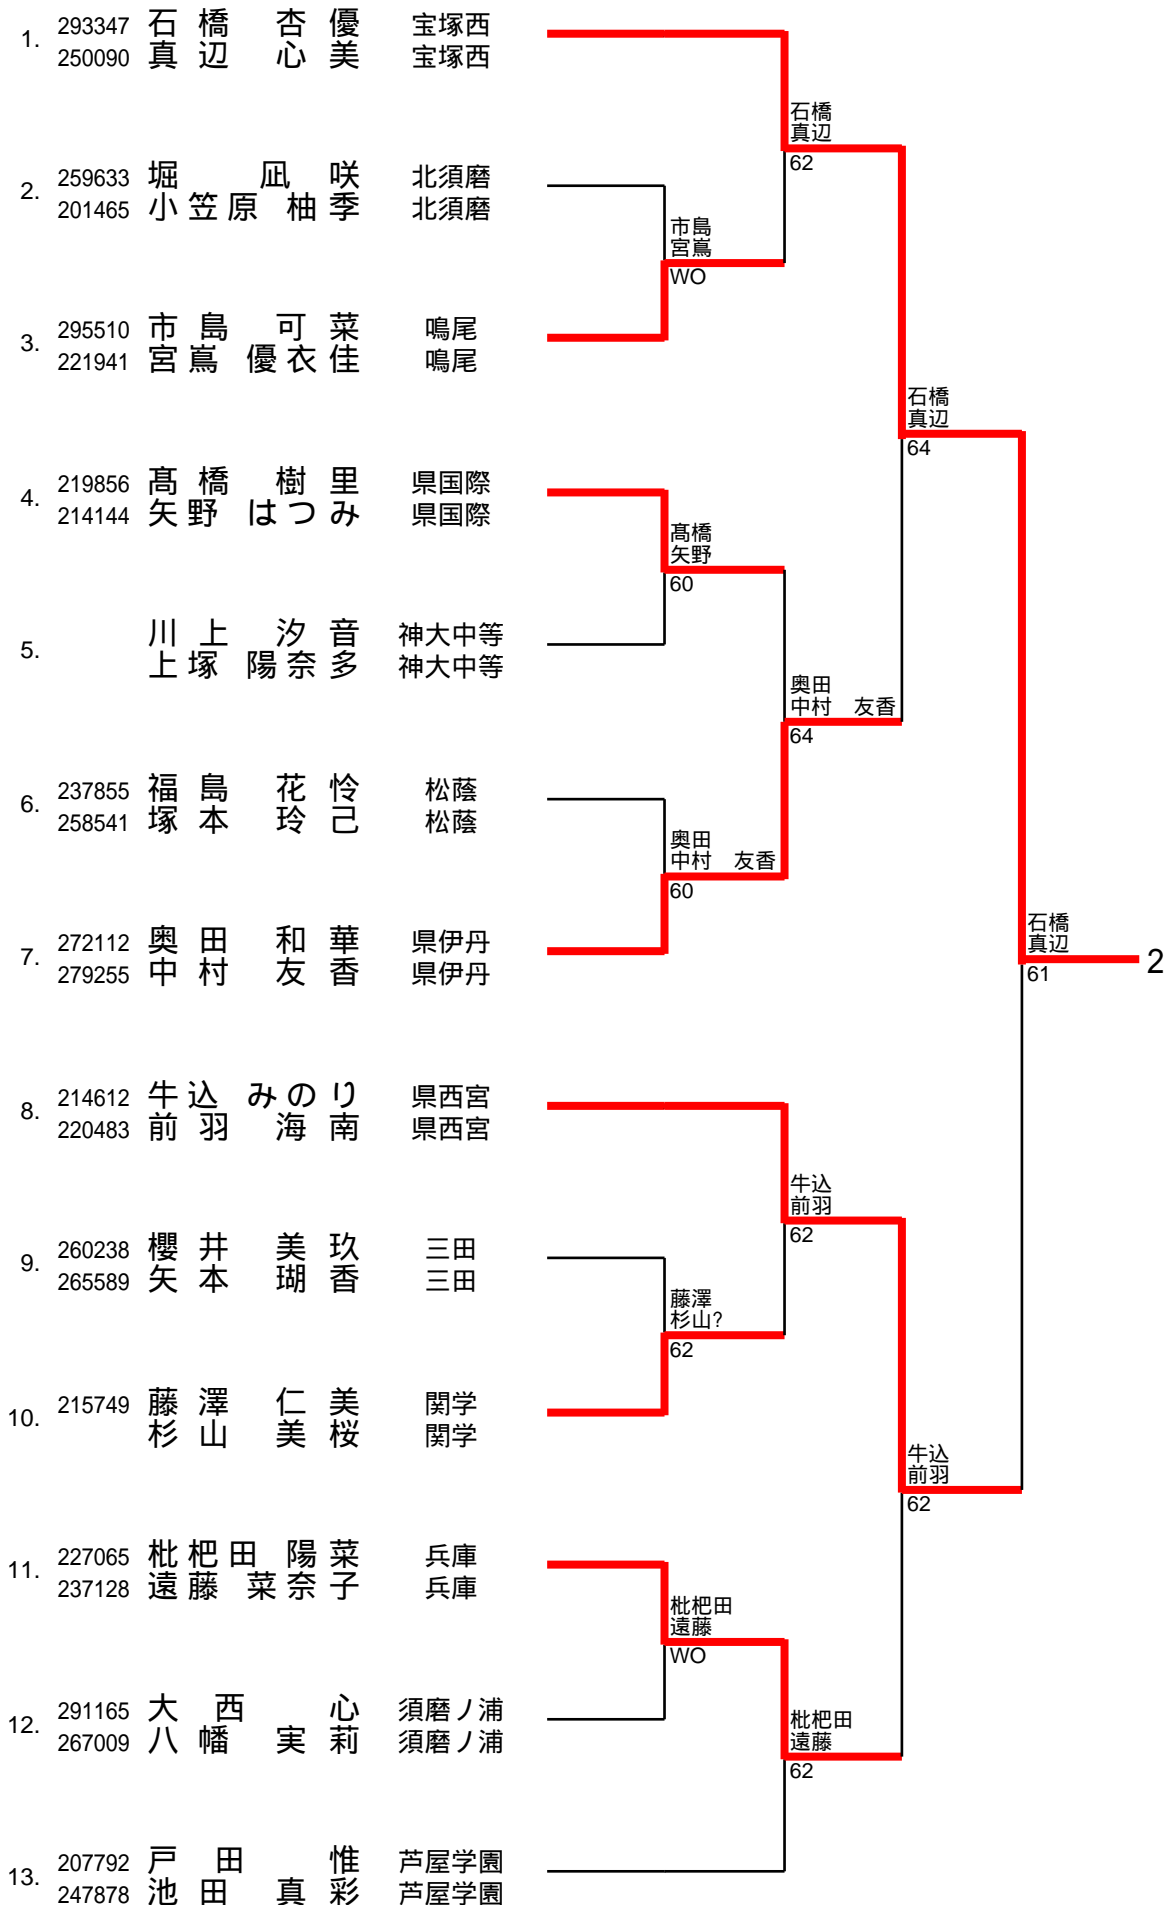 1. 293347 石橋 杏優 宝塚西
250090 真辺 心美 宝塚西
石橋
真辺
62
2. 259633 堀 凪咲 北須磨
201465 小笠原 柚季 北須磨
市島
宮嶌
WO
3. 295510 市島 可菜 鳴尾
221941 宮嶌 優衣佳 鳴尾
石橋
真辺
64
4. 219856 髙橋 樹里 県国際
214144 矢野 はつみ 県国際
髙橋
矢野
60
5. 川上 汐音 神大中等
上塚 陽奈多 神大中等
奥田
中村 友香
64
6. 237855 福島 花怜 松蔭
258541 塚本 玲己 松蔭
奥田
中村 友香
60
7. 272112 奥田 和華 県伊丹
279255 中村 友香 県伊丹
石橋
真辺
61
2
8. 214612 牛込 みのり 県西宮
220483 前羽 海南 県西宮
牛込
前羽
62
9. 260238 櫻井 美玖 三田
265589 矢本 瑚香 三田
藤澤
杉山?
62
10. 215749 藤澤 仁美 関学
杉山 美桜 関学
牛込
前羽
62
11. 227065 枇杷田 陽菜 兵庫
237128 遠藤 菜奈子 兵庫
枇杷田
遠藤
WO
12. 291165 大西 心 須磨ノ浦
267009 八幡 実莉 須磨ノ浦
枇杷田
遠藤
62
13. 207792 戸田 惟 芦屋学園
247878 池田 真彩 芦屋学園